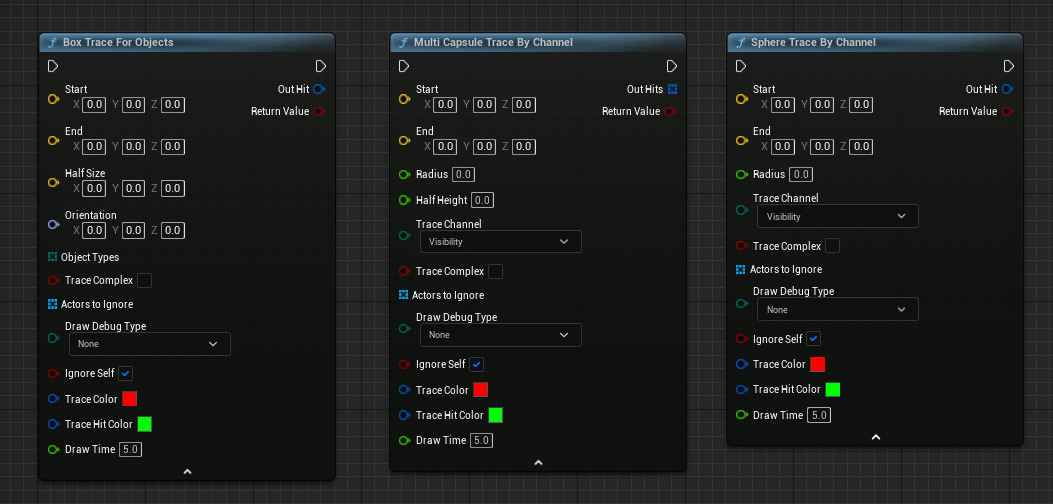 Box Trace For Objects
Start
Out Hit
X 0.0 Y 0.0 Z 0.0
Return Value
End
X 0.0 Y 0.0 Z 0.0
Half Size
X 0.0 Y 0.0 Z 0.0
Orientation
X 0.0 Y 0.0 Z 0.0
Object Types
Trace Complex
Actors to Ignore
Draw Debug Type
None
Ignore Self
Trace Color
Trace Hit Color
Draw Time 5.0
Multi Capsule Trace By Channel
Start
Out Hits
X 0.0 Y 0.0 Z 0.0
Return Value
End
X 0.0 Y 0.0 Z 0.0
Radius 0.0
Half Height 0.0
Trace Channel
Visibility
Trace Complex
Actors to Ignore
Draw Debug Type
None
Ignore Self
Trace Color
Trace Hit Color
Draw Time 5.0
Sphere Trace By Channel
Start
Out Hit
X 0.0 Y 0.0 Z 0.0
Return Value
End
X 0.0 Y 0.0 Z 0.0
Radius 0.0
Trace Channel
Visibility
Trace Complex
Actors to Ignore
Draw Debug Type
None
Ignore Self
Trace Color
Trace Hit Color
Draw Time 5.0